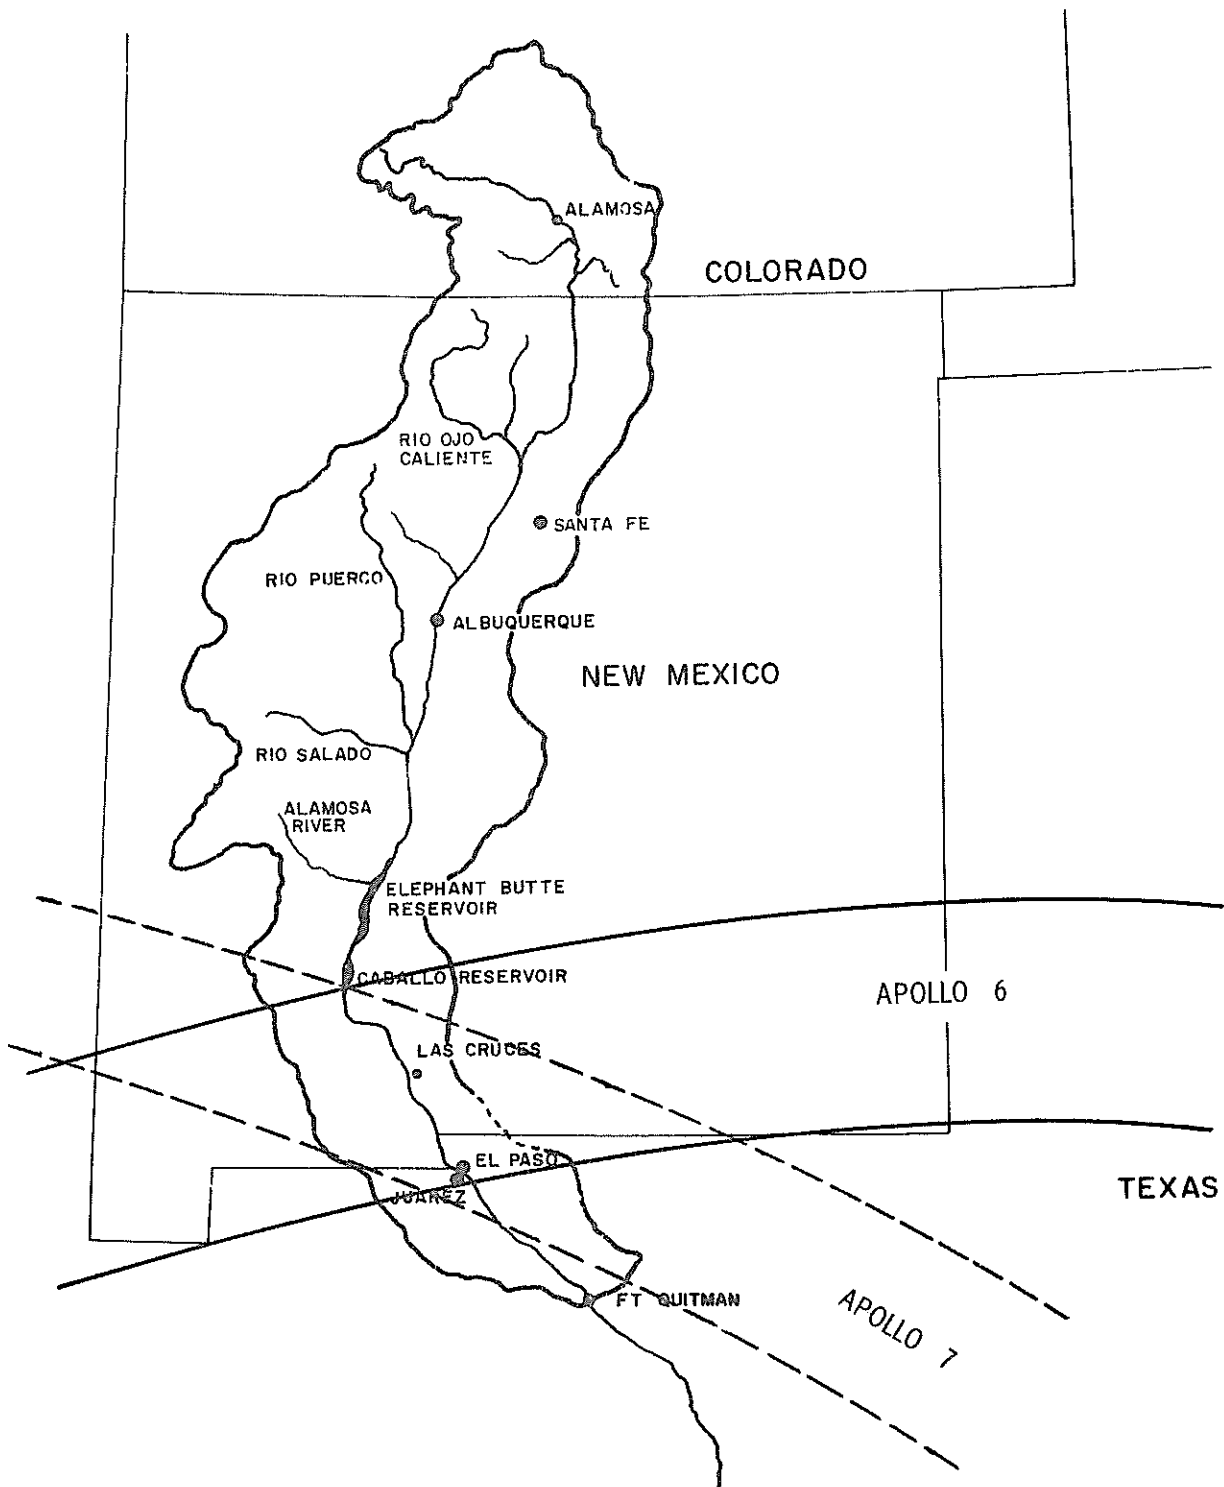 ALAMOSA
COLORADO
RIO OJO
CALIENTE
SANTA FE
RIO PUERCO
ALBUQUERQUE
NEW MEXICO
RIO SALADO
ALAMOSA
RIVER
ELEPHANT BUTTE
RESERVOIR
CABALLO RESERVOIR
APOLLO 6
LAS CRUCES
EL PASO
JUAREZ
TEXAS
FT QUITMAN
APOLLO 7